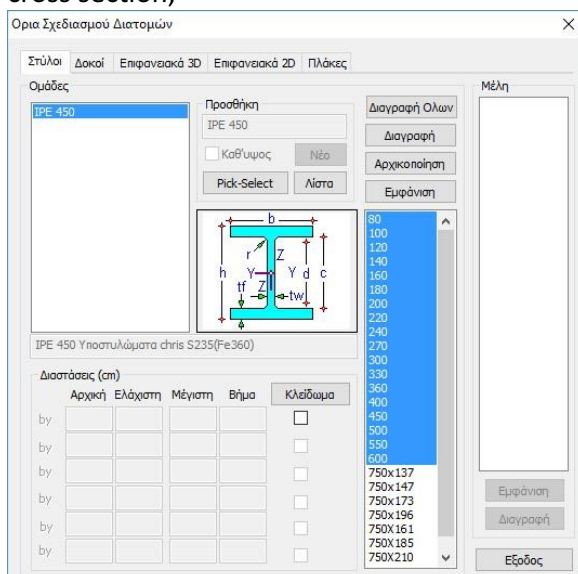 cross section,
Ορια Σχεδιασμού Διατομών
Στύλοι Δοκοί Επιφανειακά 3D Επιφανειακά 2D Πλάκες
Ομάδες
IPE 450
Προσθήκη
IPE 450
Καθ'υψος Νέο
Pick-Select Λίστα
Διαγραφή Ολων
Διαγραφή
Αρχικοποίηση
Εμφάνιση
Μέλη
b
r Z
h Y Y d c
tf Z tw
IPE 450 Υποστυλώματα chris S235(Fe360)
Διαστάσεις (cm)
Αρχική Ελάχιστη Μέγιστη Βήμα Κλείδωμα
by
by
by
by
by
by
80
100
120
140
160
180
200
220
240
270
300
330
360
400
450
500
550
600
750x137
750x147
750x173
750x196
750X161
750X185
750X210
Εμφάνιση
Διαγραφή
Εξοδος